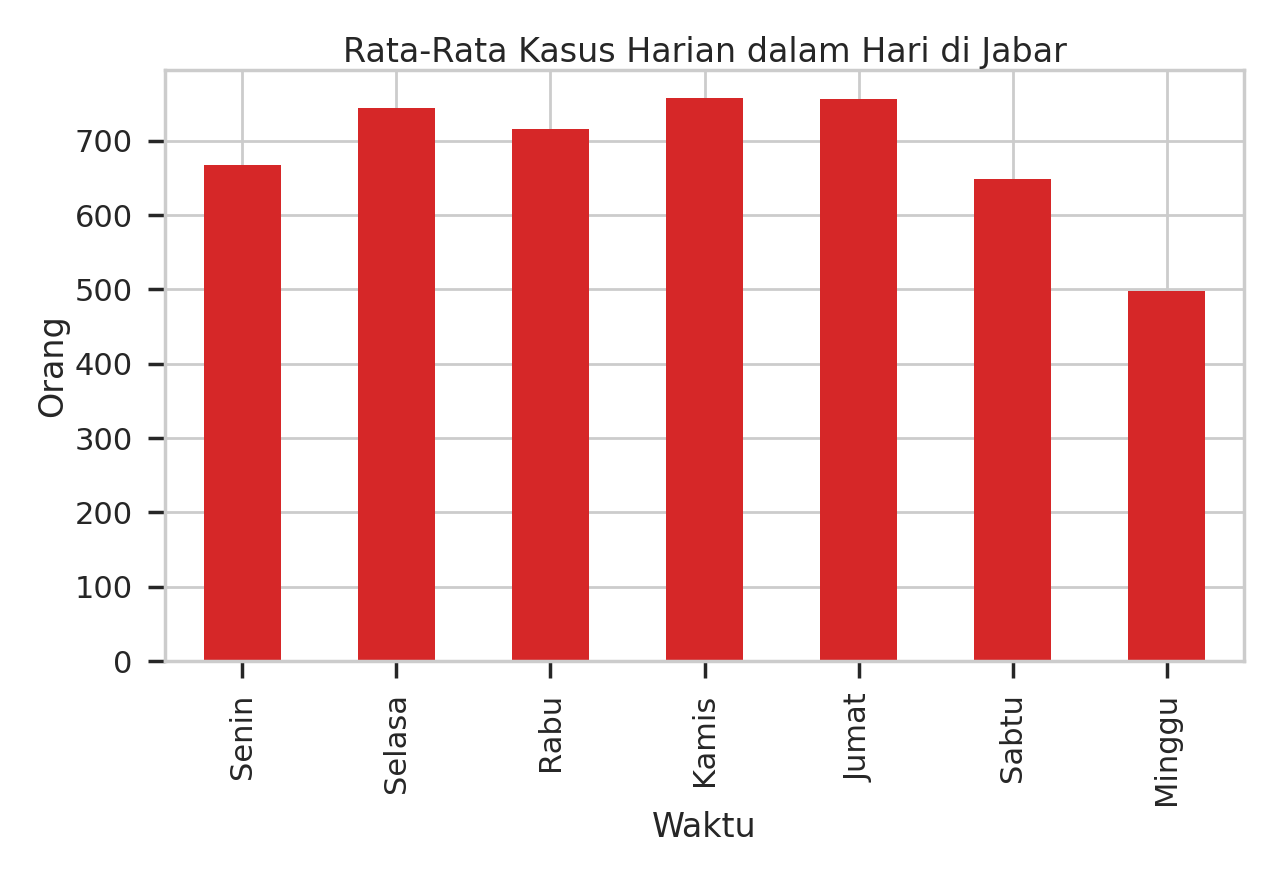 Rata-Rata Kasus Harian dalam Hari di Jabar
Orang
700
600
500
400
300
200
100
0
Senin
Selasa
Rabu
Kamis
Jumat
Sabtu
Minggu
Waktu